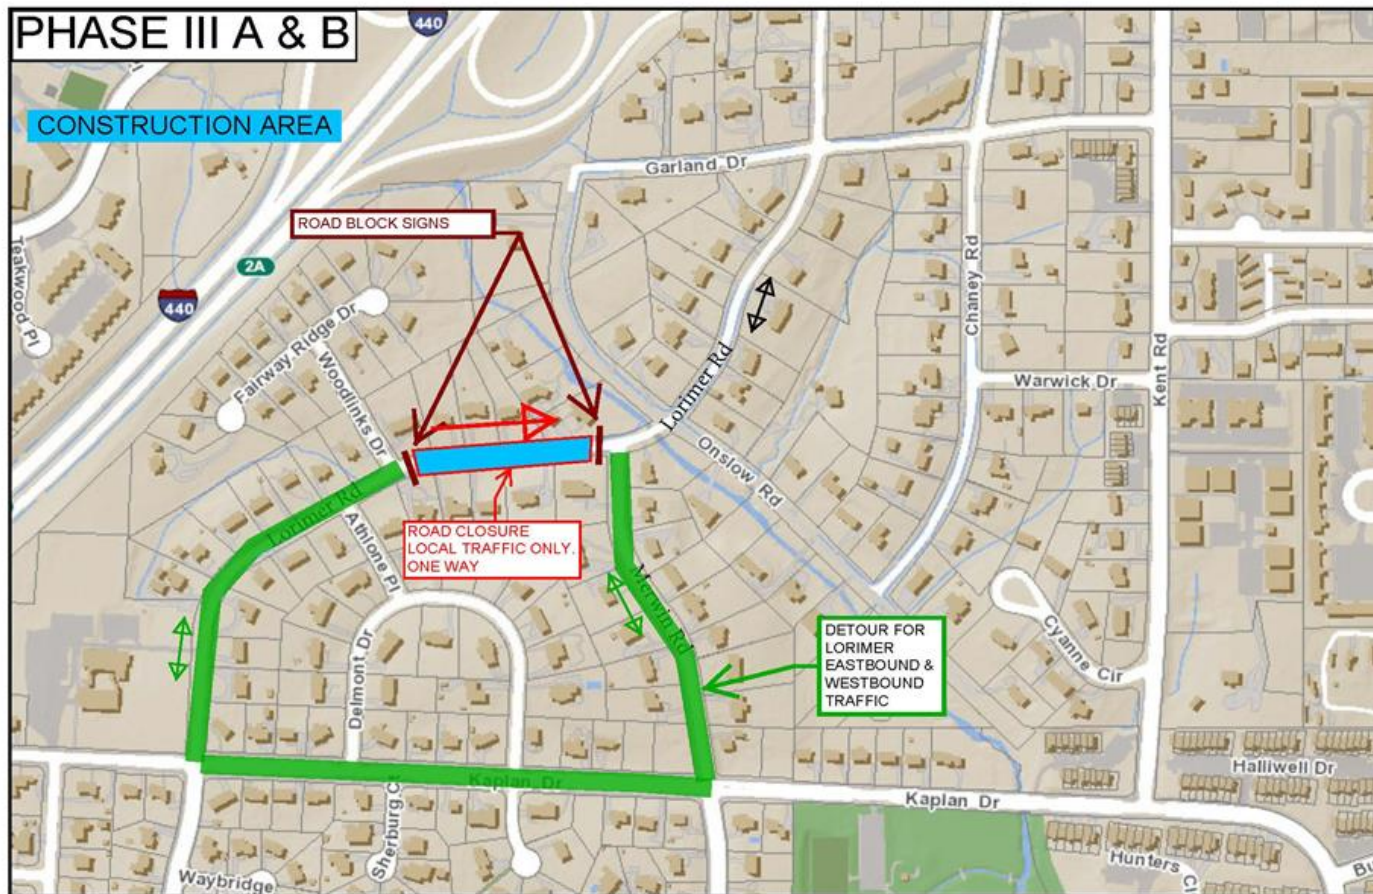 PHASE III A & B
440
CONSTRUCTION AREA
Garland Dr
ROAD BLOCK SIGNS
Teakwood Pl
2A
440
Chaney Rd
Kent Rd
Fairway Ridge Dr
Woodlinks Dr
Lorimer Rd
Warwick Dr
Onslow Rd
Lorimer Rd
Athlone Pl
ROAD CLOSURE
LOCAL TRAFFIC ONLY.
ONE WAY
Merwin Rd
DETOUR FOR
LORIMER
EASTBOUND &
WESTBOUND
TRAFFIC
Cyanne Cir
Delmont Dr
Kaplan Dr
Sherburg C
Kaplan Dr
Halliwell Dr
Hunters Ci
Bu
Waybridge